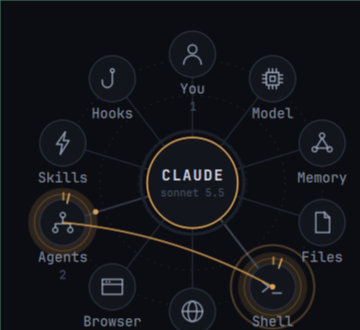 You
1
Hooks
Model
CLAUDE
sonnet 5.5
Skills
Memory
Agents
2
Files
Browser
Shell